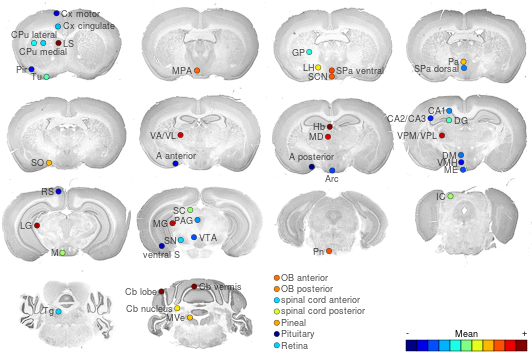 Cx motor
Cx cingulate
CPu lateral
LS
CPu medial
Pir
Tu
MPA
GP
LH
SPa ventral
SCN
Pa
SPa dorsal
SO
VA/VL
A anterior
Hb
MD
A posterior
Arc
CA1
CA2/CA3
DG
VPM/VPL
DM
VMH
ME
RS
LG
M
SC
MG
PAG
SN
VTA
ventral S
Pn
IC
Tg
Cb lobe
Cb vermis
Cb nucleus
MVe
OB anterior
OB posterior
spinal cord anterior
spinal cord posterior
Pineal
Pituitary
Retina
- Mean +